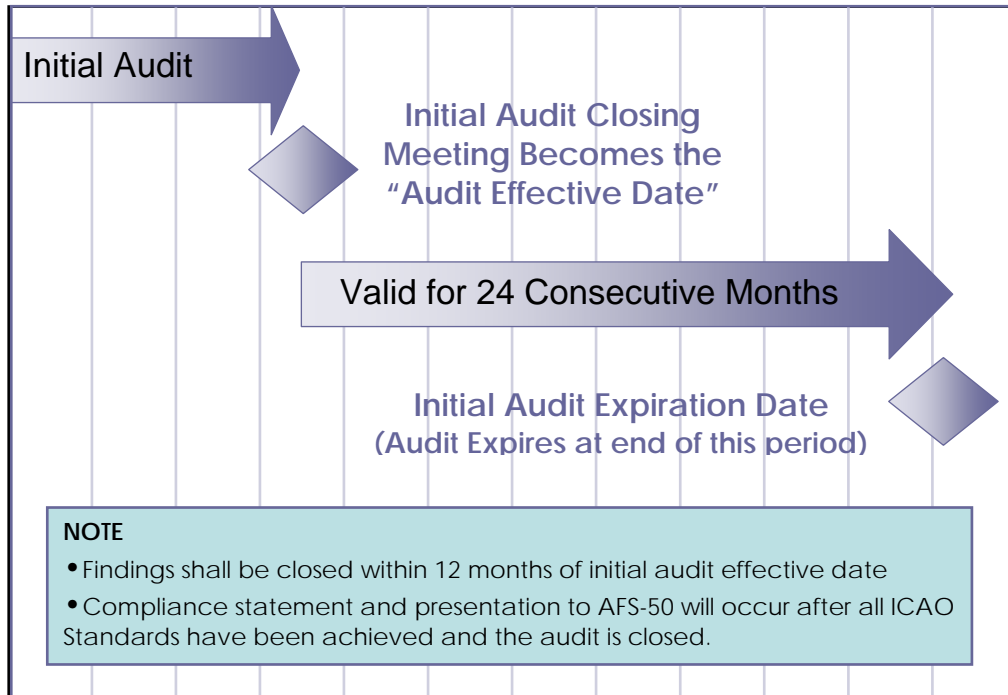 Initial Audit
Initial Audit Closing
Meeting Becomes the
“Audit Effective Date”
Valid for 24 Consecutive Months
Initial Audit Expiration Date
(Audit Expires at end of this period)
NOTE
•Findings shall be closed within 12 months of initial audit effective date
•Compliance statement and presentation to AFS-50 will occur after all ICAO
Standards have been achieved and the audit is closed.